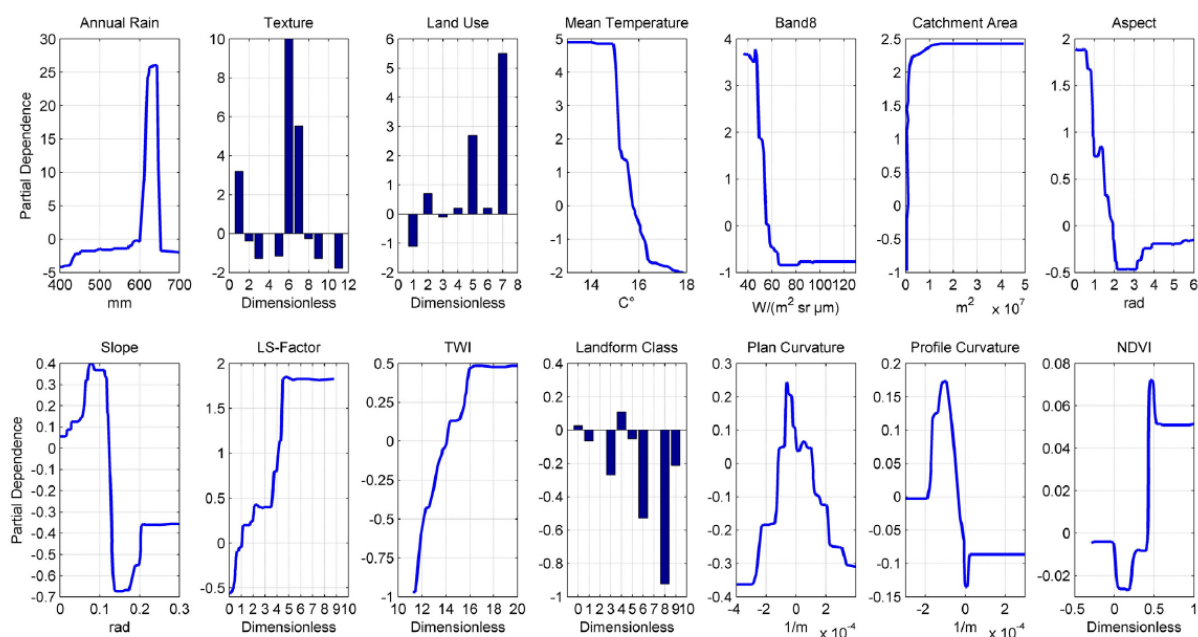 Annual Rain Texture Land Use Mean Temperature Band8 Catchment Area Aspect
Partial Dependence
30 25 20 15 10 5 0 -5
400 500 600 700
mm
10 8 6 4 2 0 -2
0 1 2 3 4 5 6 7 8 9 10 11 12
Dimensionless
6 5 4 3 2 1 0 -1 -2
0 1 2 3 4 5 6 7 8
Dimensionless
5 4 3 2 1 0 -1 -2
14 16 18
C°
4 3 2 1 0 -1
40 60 80 100 120
W/(m² sr µm)
2.5 2 1.5 1 0.5 0 -0.5 -1
0 1 2 3 4 5
m² x 10⁷
2 1.5 1 0.5 0 -0.5
0 1 2 3 4 5 6
rad
Slope LS-Factor TWI Landform Class Plan Curvature Profile Curvature NDVI
Partial Dependence
0.4 0.3 0.2 0.1 0 -0.1 -0.2 -0.3 -0.4 -0.5 -0.6 -0.7
0 0.1 0.2 0.3
rad
2 1.5 1 0.5 0 -0.5
0 1 2 3 4 5 6 7 8 9 10
Dimensionless
0.5 0 -0.5 -1
10 12 14 16 18 20
Dimensionless
0.4 0.2 0 -0.2 -0.4 -0.6 -0.8 -1
0 1 2 3 4 5 6 7 8 9 10
Dimensionless
0.3 0.2 0.1 0 -0.1 -0.2 -0.3 -0.4
-4 -2 0 2 4
1/m x 10⁻⁴
0.2 0.15 0.1 0.05 0 -0.05 -0.1 -0.15
-2 0 2
1/m x 10⁻⁴
0.08 0.06 0.04 0.02 0 -0.02
-0.5 0 0.5 1
Dimensionless